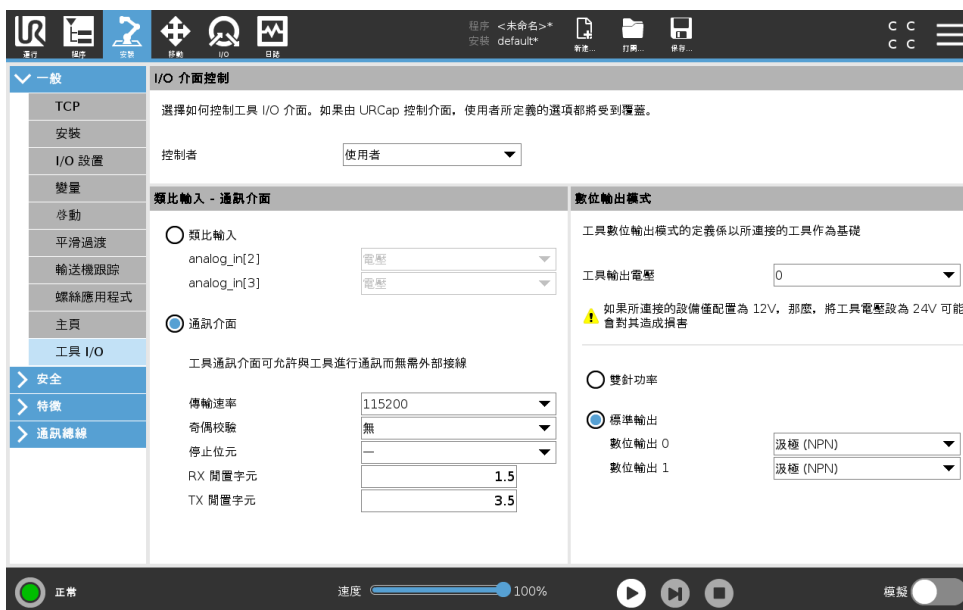 UR
運行
程序
安裝
移動
I/O
日誌
程序 <未命名>*
安裝 default*
新建...
打開...
保存...
C C
C C
一般
TCP
安裝
I/O 設置
變量
啓動
平滑過渡
輸送機跟踪
螺絲應用程式
主頁
工具 I/O
安全
特徵
通訊總線
I/O 介面控制
選擇如何控制工具 I/O 介面。如果由 URCap 控制介面，使用者所定義的選項都將受到覆蓋。
控制者 使用者
類比輸入 - 通訊介面
類比輸入
analog_in[2] 電壓
analog_in[3] 電壓
通訊介面
工具通訊介面可允許與工具進行通訊而無需外部接線
傳輸速率 115200
奇偶校驗 無
停止位元 一
RX 閒置字元 1.5
TX 閒置字元 3.5
數位輸出模式
工具數位輸出模式的定義係以所連接的工具作為基礎
工具輸出電壓 0
如果所連接的設備僅配置為 12V，那麼，將工具電壓設為 24V 可能
會對其造成損害
雙針功率
標準輸出
數位輸出 0 汲極 (NPN)
數位輸出 1 汲極 (NPN)
正常
速度 100%
模擬